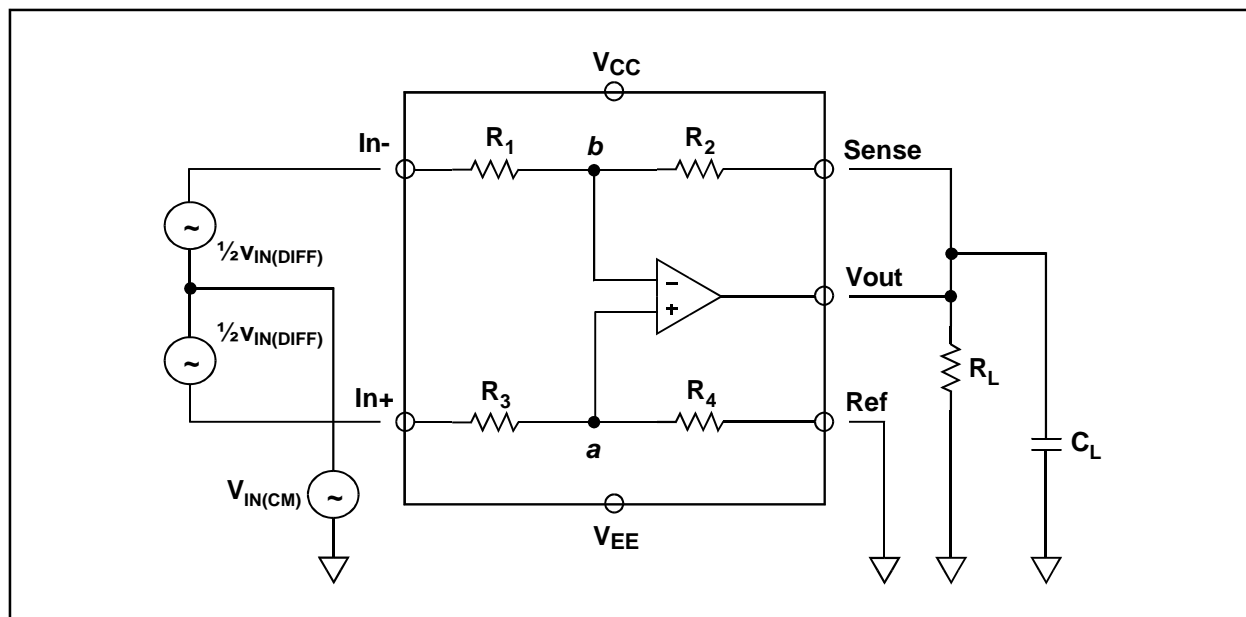 VCC
In-
R1
b
R2
Sense
~
½vIN(DIFF)
−
Vout
+
½vIN(DIFF)
~
RL
In+
R3
R4
Ref
a
CL
VIN(CM)
~
VEE